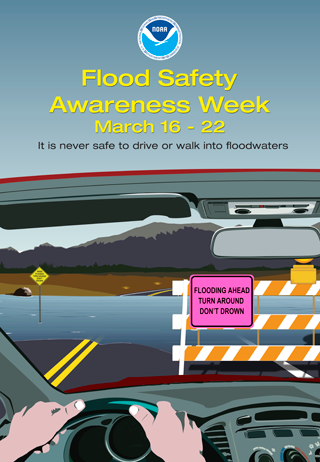 NOAA
Flood Safety
Awareness Week
March 16 - 22
It is never safe to drive or walk into floodwaters
FLOODING AHEAD
TURN AROUND
DON'T DROWN